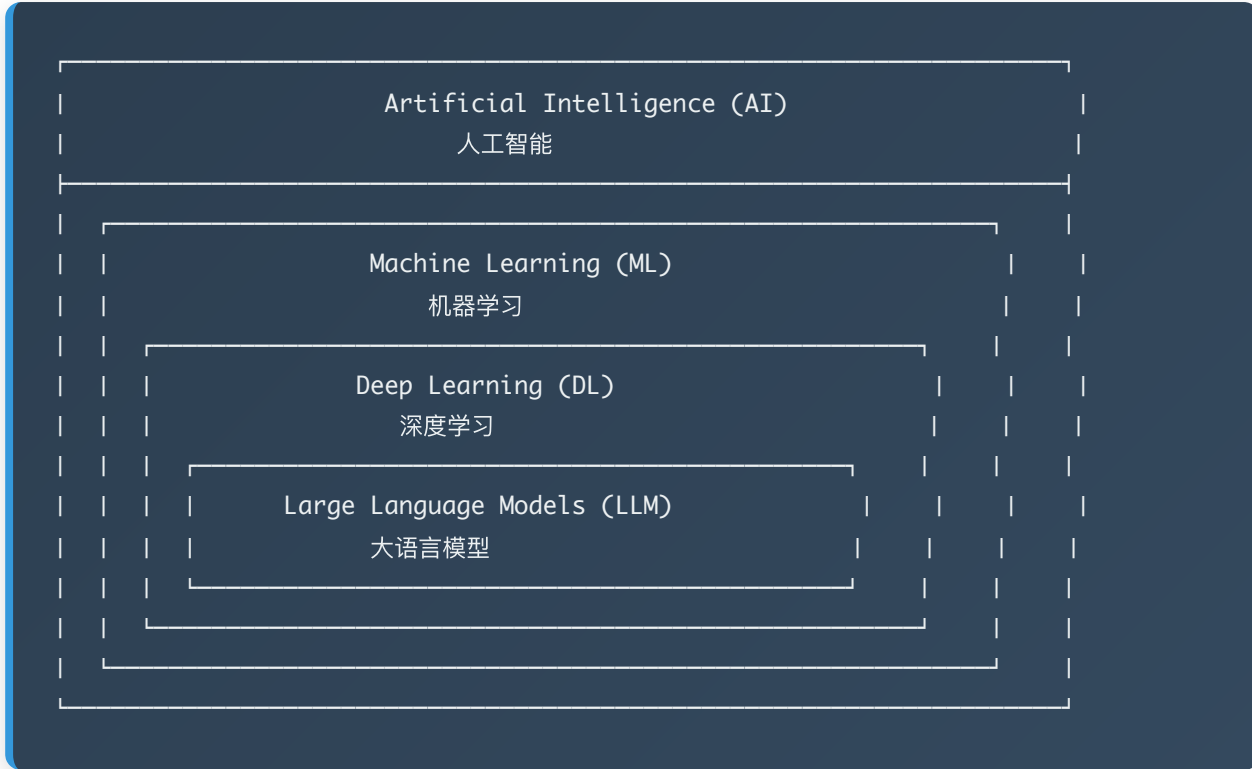 Artificial Intelligence (AI)
人工智能
Machine Learning (ML)
机器学习
Deep Learning (DL)
深度学习
Large Language Models (LLM)
大语言模型